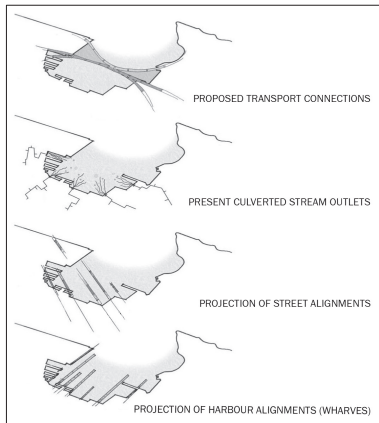 PROPOSED TRANSPORT CONNECTIONS
PRESENT CULVERTED STREAM OUTLETS
PROJECTION OF STREET ALIGNMENTS
PROJECTION OF HARBOUR ALIGNMENTS (WHARVES)